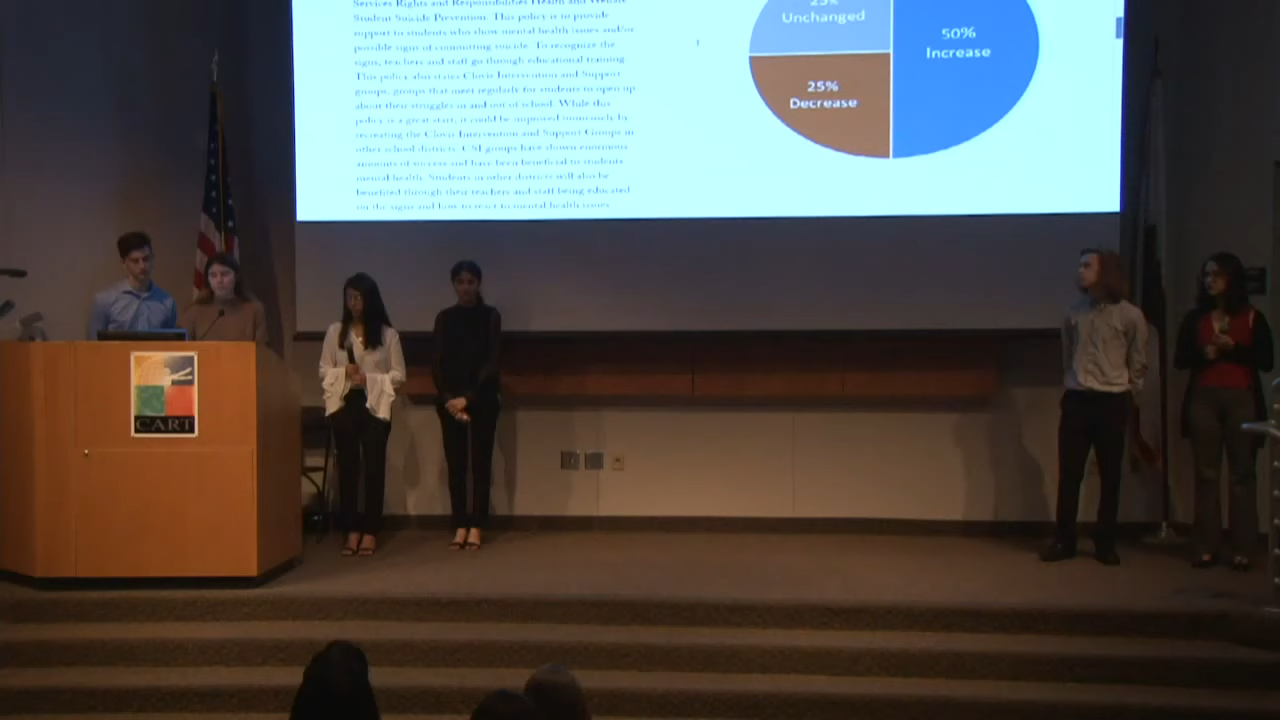 Services Rights and Responsibilities Health and Welfare
Student Suicide Prevention. This policy is to provide
support to students who show mental health issues and/or
possible signs of committing suicide. To recognize the
signs, teachers and staff go through educational training.
This policy also states Clovis Intervention and Support
groups, groups that meet regularly for students to open up
about their struggles in and out of school. While this
policy is a great start, it could be improved immensely by
recreating the Clovis Intervention and Support Groups in
other school districts. CSI groups have shown enormous
amounts of success and have been beneficial to students
mental health. Students in other districts will also be
benefited through their teachers and staff being educated
on the signs and how to react to mental health issues
25%
Unchanged
50%
Increase
25%
Decrease
CART